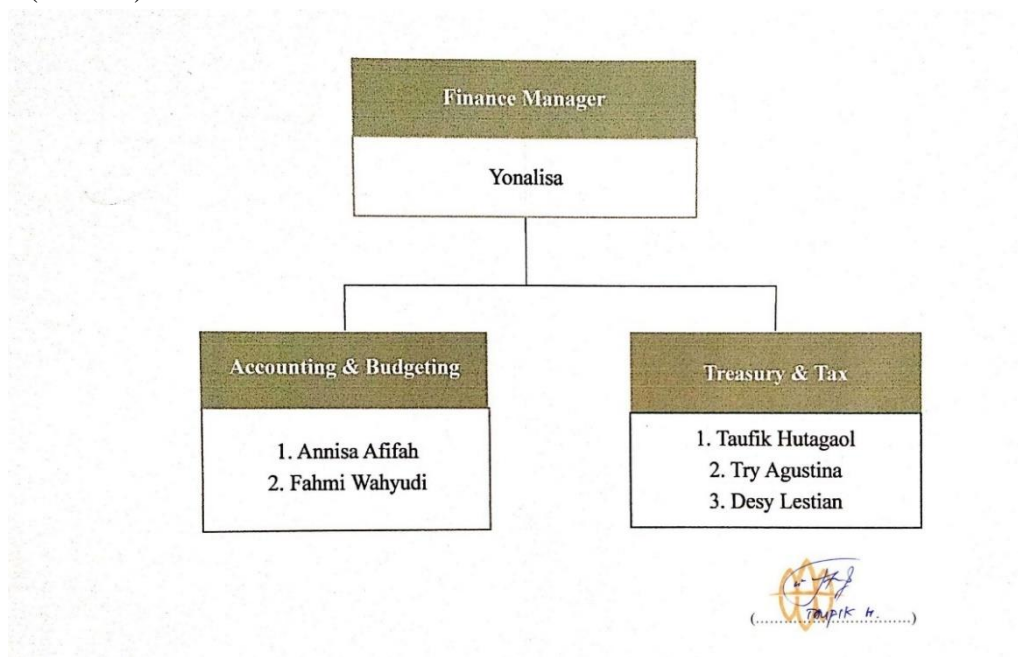 Finance Manager
Yonalisa
Accounting & Budgeting
1. Annisa Afifah
2. Fahmi Wahyudi
Treasury & Tax
1. Taufik Hutagaol
2. Try Agustina
3. Desy Lestian
(....TAUPIK H.......)